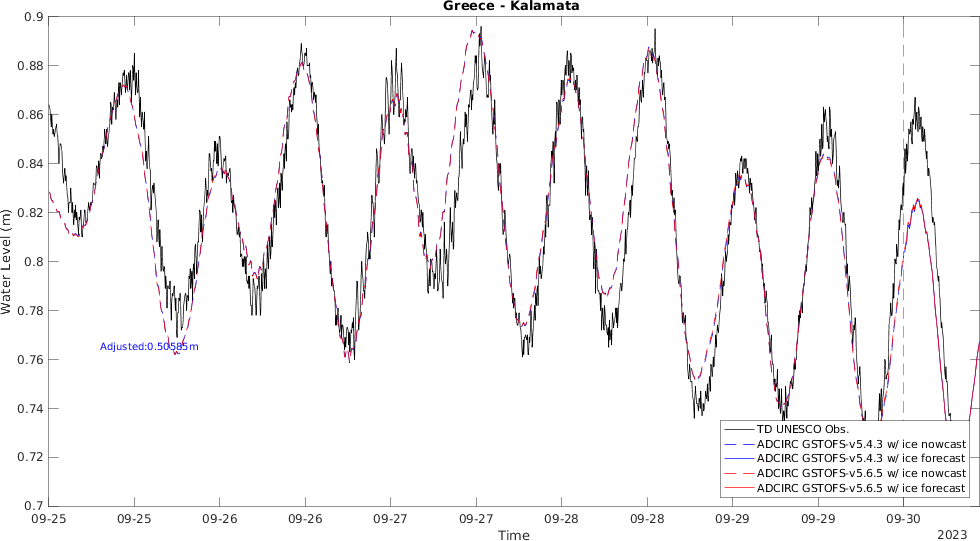 Greece - Kalamata
0.9
0.88
0.86
0.84
0.82
0.8
0.78
0.76
0.74
0.72
0.7
Water Level (m)
Adjusted:0.50585m
TD UNESCO Obs.
ADCIRC GSTOFS-v5.4.3 w/ ice nowcast
ADCIRC GSTOFS-v5.4.3 w/ ice forecast
ADCIRC GSTOFS-v5.6.5 w/ ice nowcast
ADCIRC GSTOFS-v5.6.5 w/ ice forecast
09-25 09-25 09-26 09-26 09-27 09-27 09-28 09-28 09-29 09-29 09-30
Time
2023